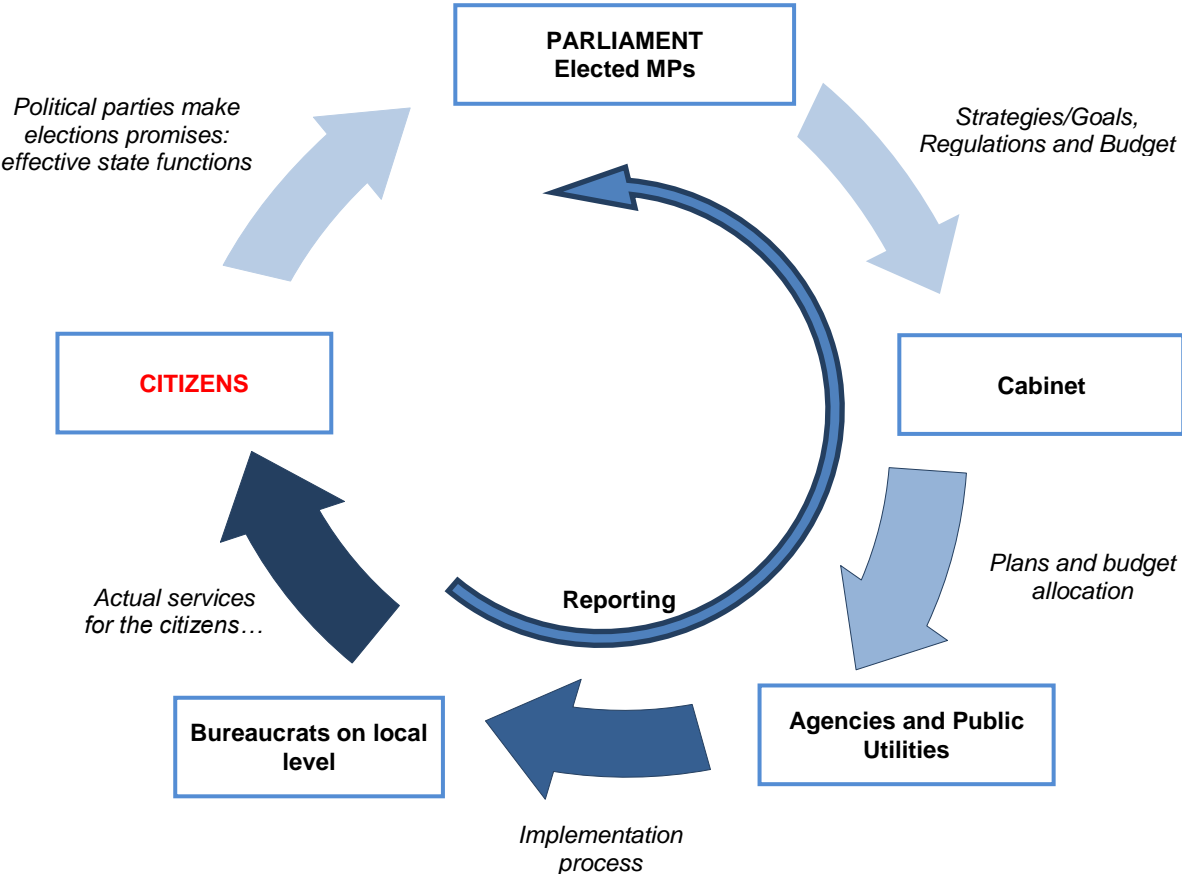 PARLIAMENT
Elected MPs
Political parties make
elections promises:
effective state functions
Strategies/Goals,
Regulations and Budget
CITIZENS
Cabinet
Plans and budget
allocation
Reporting
Actual services
for the citizens…
Bureaucrats on local
level
Agencies and Public
Utilities
Implementation
process